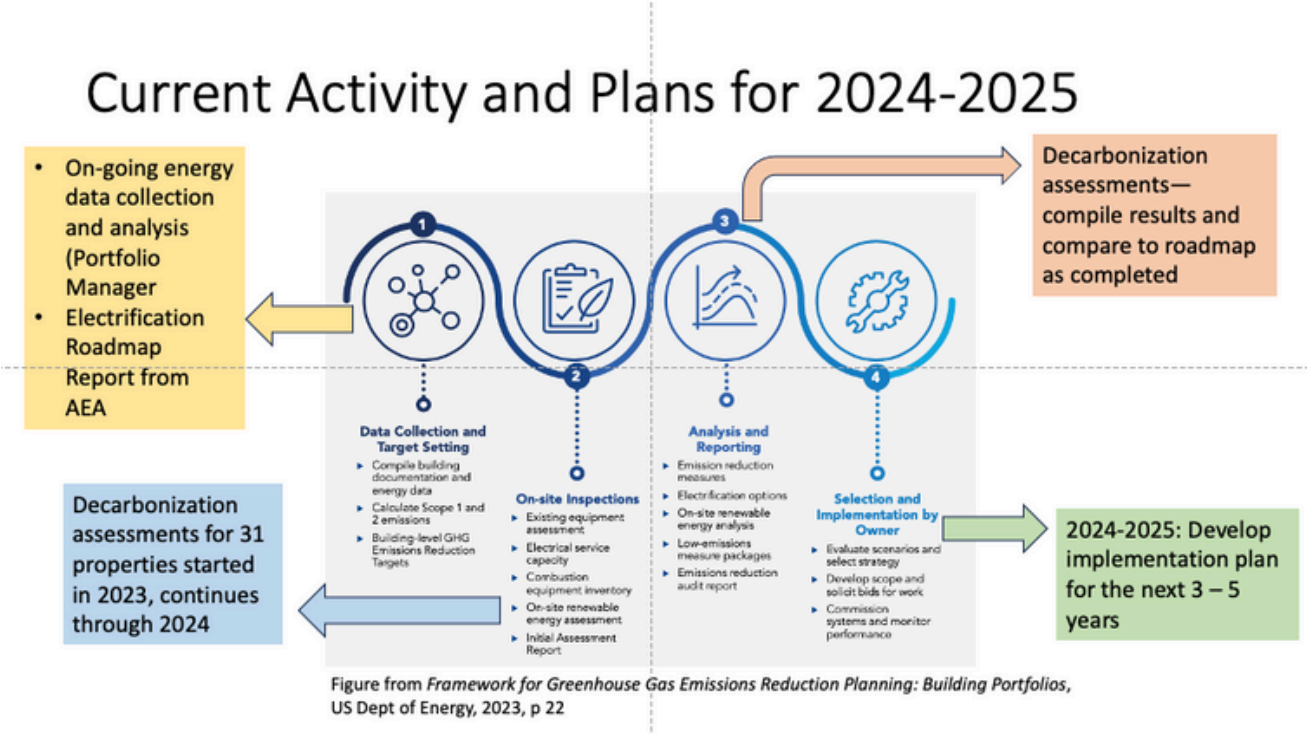 Current Activity and Plans for 2024-2025
• On-going energy
data collection
and analysis
(Portfolio
Manager
• Electrification
Roadmap
Report from
AEA
Decarbonization
assessments—
compile results and
compare to roadmap
as completed
1
2
3
4
Data Collection and
Target Setting
Compile building
documentation and
energy data
Calculate Scope 1 and
2 emissions
Building-level GHG
Emissions Reduction
Targets
On-site Inspections
Existing equipment
assessment
Electrical service
capacity
Combustion
equipment inventory
On-site renewable
energy assessment
Initial Assessment
Report
Analysis and
Reporting
Emission reduction
measures
Electrification options
On-site renewable
energy analysis
Low-emissions
measure packages
Emissions reduction
audit report
Selection and
Implementation by
Owner
Evaluate scenarios and
select strategy
Develop scope and
solicit bids for work
Commission
systems and monitor
performance
Decarbonization
assessments for 31
properties started
in 2023, continues
through 2024
2024-2025: Develop
implementation plan
for the next 3 – 5
years
Figure from Framework for Greenhouse Gas Emissions Reduction Planning: Building Portfolios,
US Dept of Energy, 2023, p 22